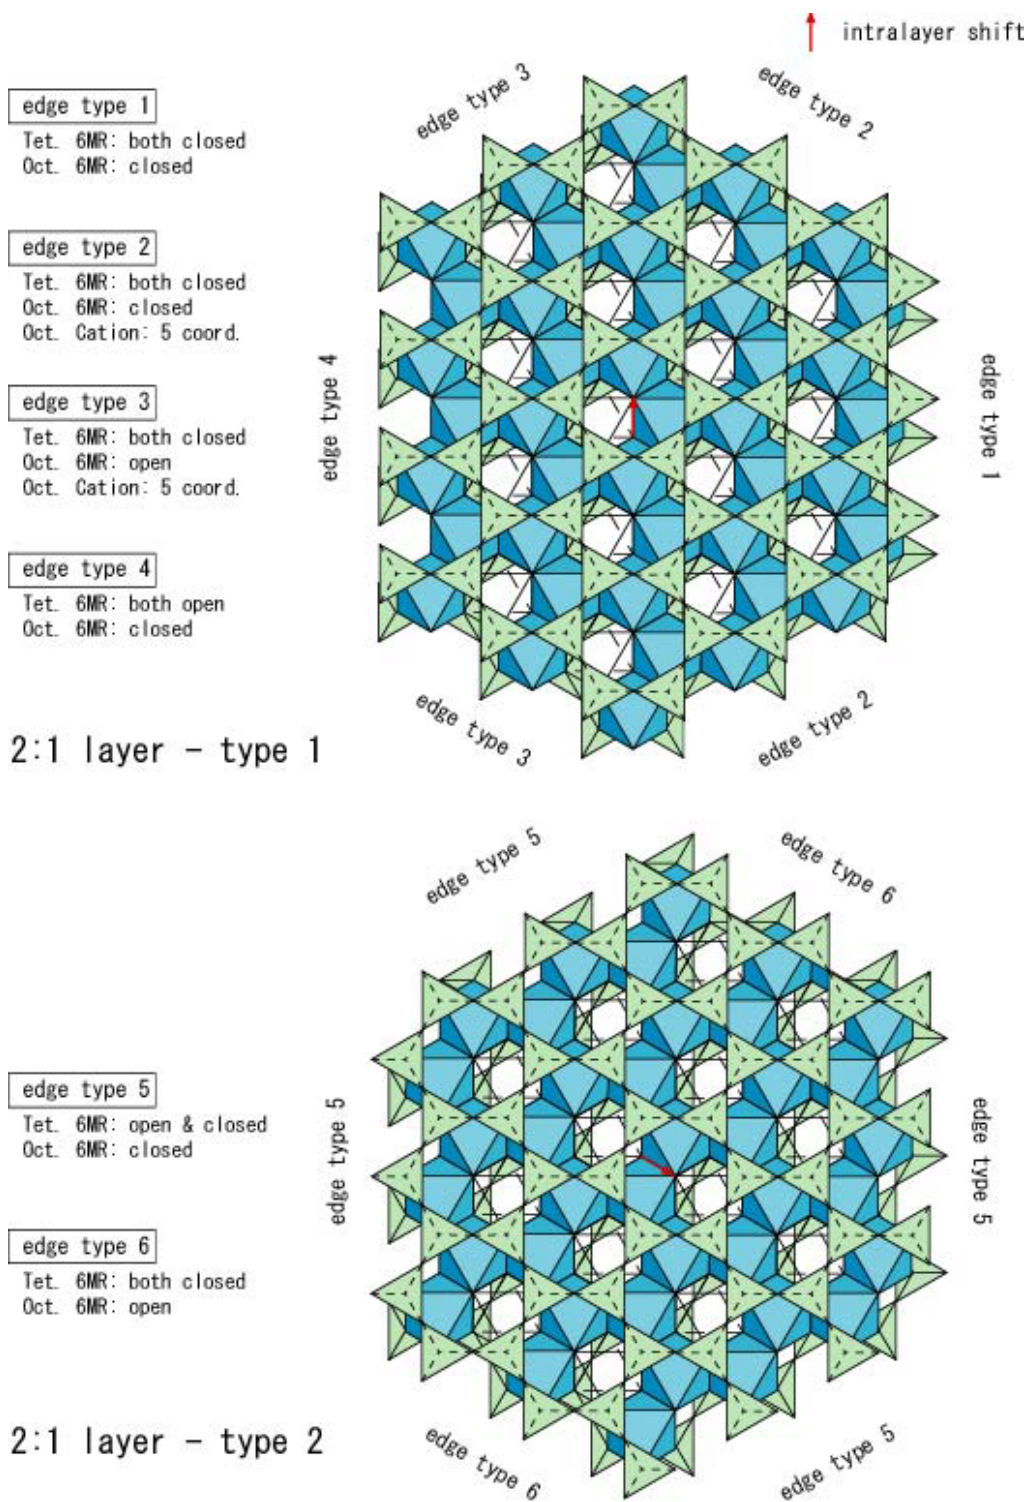 intralayer shift
edge type 3
edge type 2
edge type 1
Tet. 6MR: both closed
Oct. 6MR: closed
edge type 2
Tet. 6MR: both closed
Oct. 6MR: closed
Oct. Cation: 5 coord.
edge type 3
Tet. 6MR: both closed
Oct. 6MR: open
Oct. Cation: 5 coord.
edge type 4
Tet. 6MR: both open
Oct. 6MR: closed
edge type 4
edge type 1
edge type 3
edge type 2
2:1 layer - type 1
edge type 5
edge type 6
edge type 5
Tet. 6MR: open & closed
Oct. 6MR: closed
edge type 6
Tet. 6MR: both closed
Oct. 6MR: open
edge type 5
edge type 5
edge type 6
edge type 5
2:1 layer - type 2